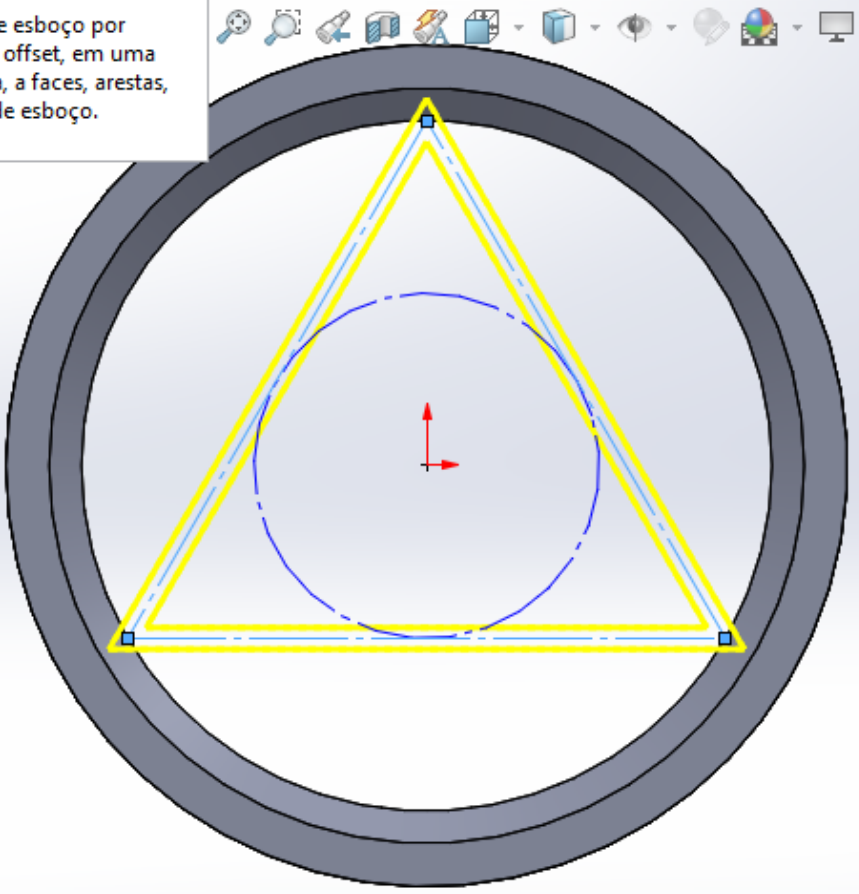 e esboço por
offset, em uma
, a faces, arestas,
le esboço.